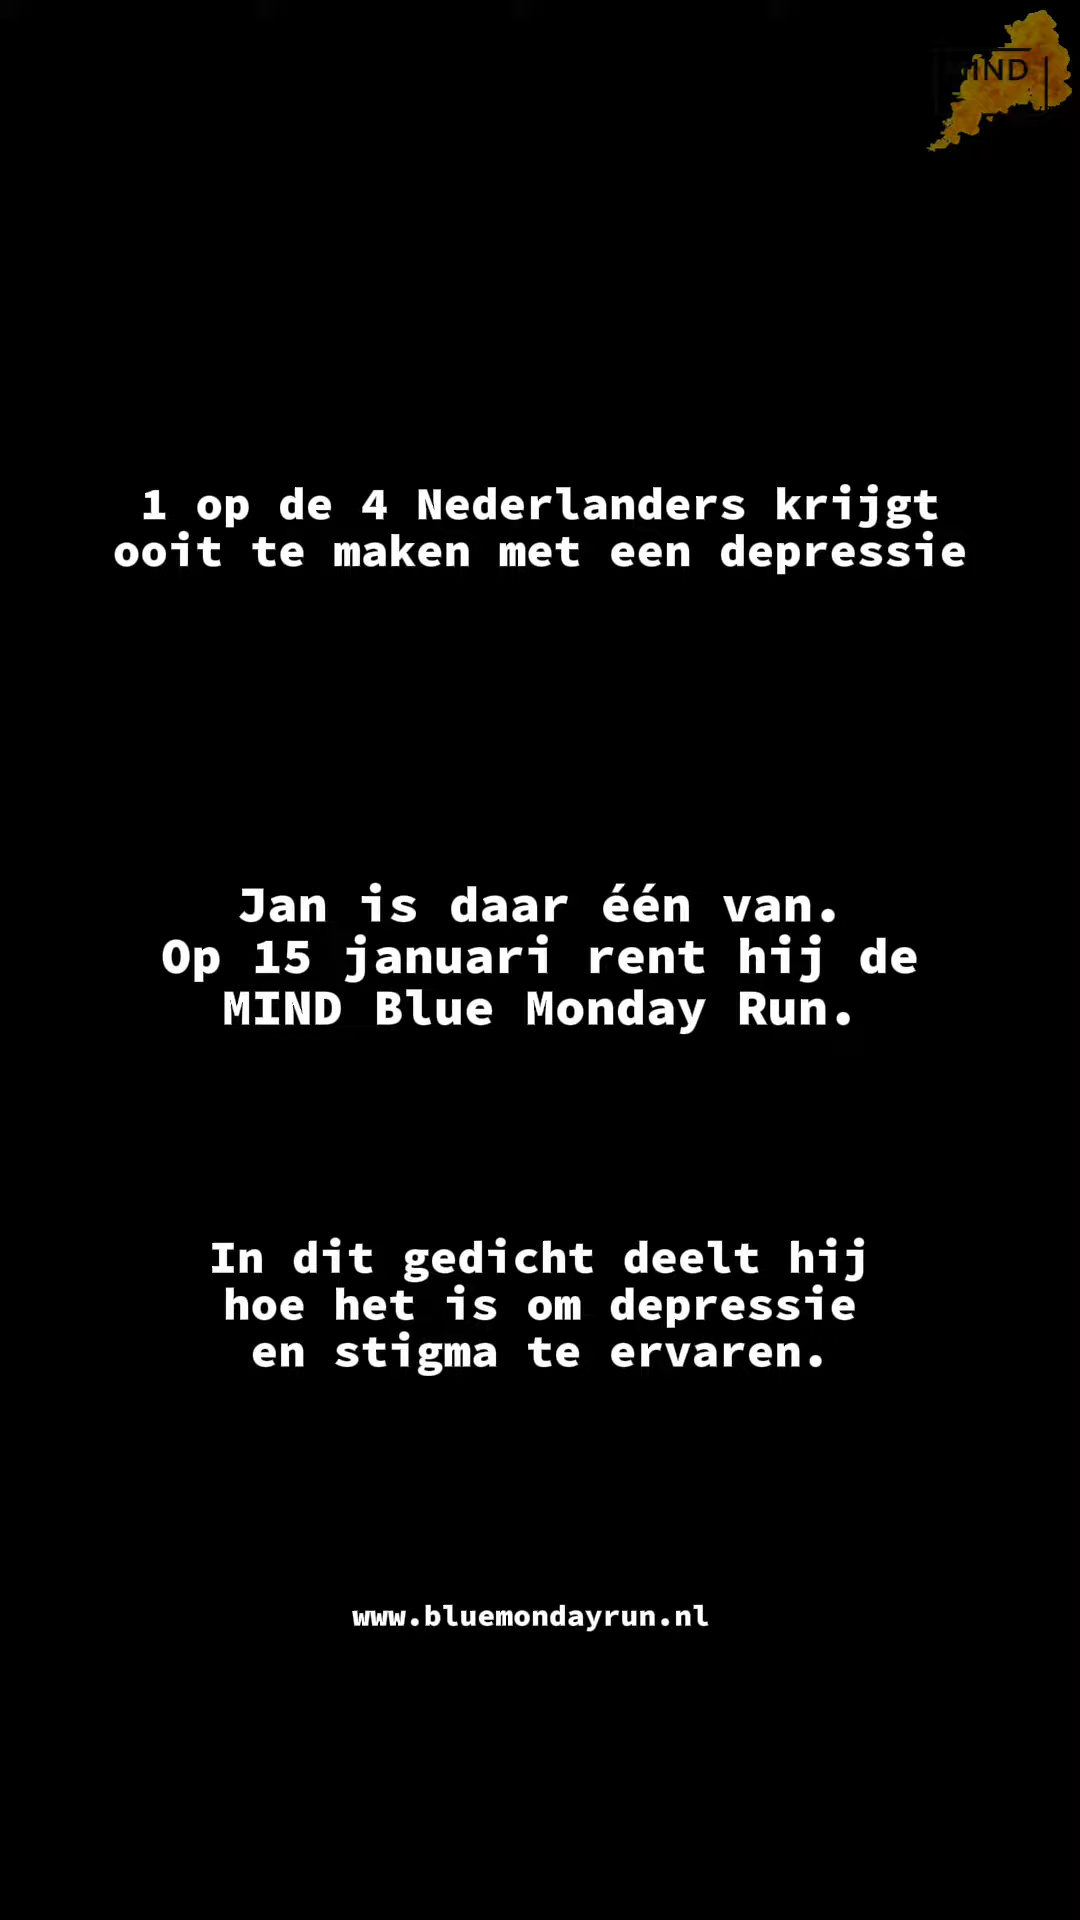 MIND
1 op de 4 Nederlanders krijgt
ooit te maken met een depressie
Jan is daar één van.
Op 15 januari rent hij de
MIND Blue Monday Run.
In dit gedicht deelt hij
hoe het is om depressie
en stigma te ervaren.
www.bluemondayrun.nl